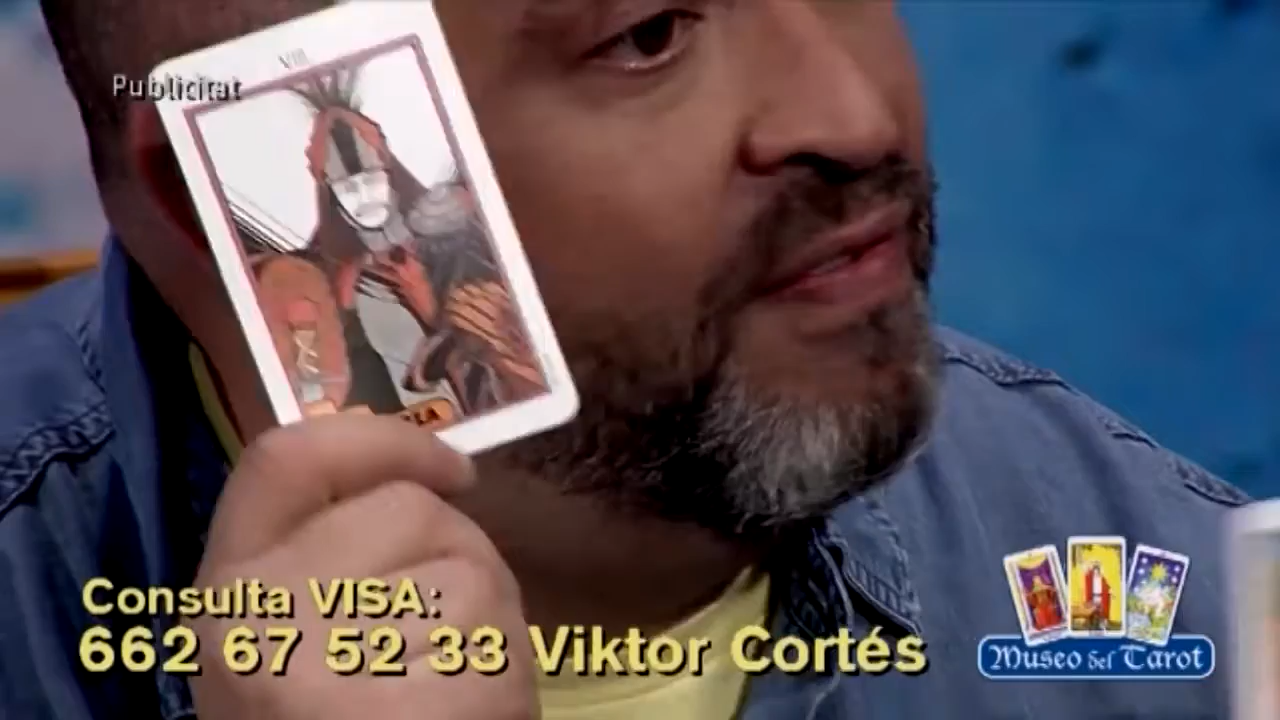 VIII
Publicitat
Consulta VISA:
662 67 52 33 Viktor Cortés
Museo del Tarot